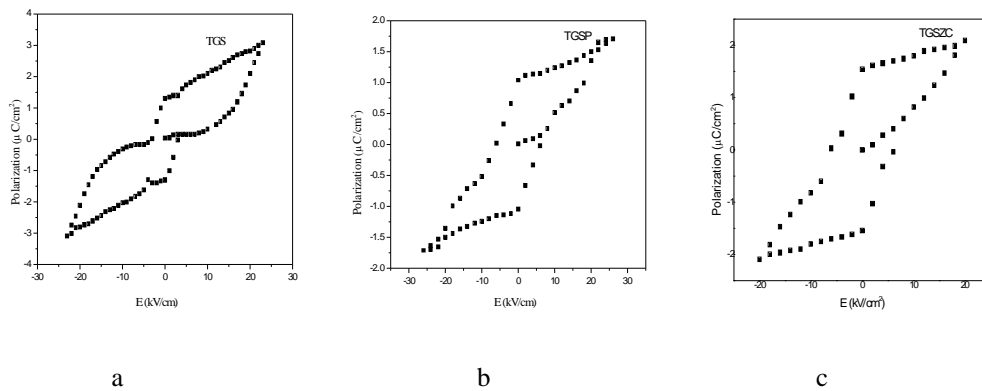 TGS
Polarization (μ C/cm²)
4
3
2
1
0
-1
-2
-3
-4
-30 -20 -10 0 10 20 30
E (kV/cm)
a
TGSP
Polarization (μ C/cm²)
2.0
1.5
1.0
0.5
0.0
-0.5
-1.0
-1.5
-2.0
-30 -20 -10 0 10 20 30
E (kV/cm)
b
TGSZC
Polarization (μ C/cm²)
2
1
0
-1
-2
-20 -10 0 10 20
E (kV/cm²)
c